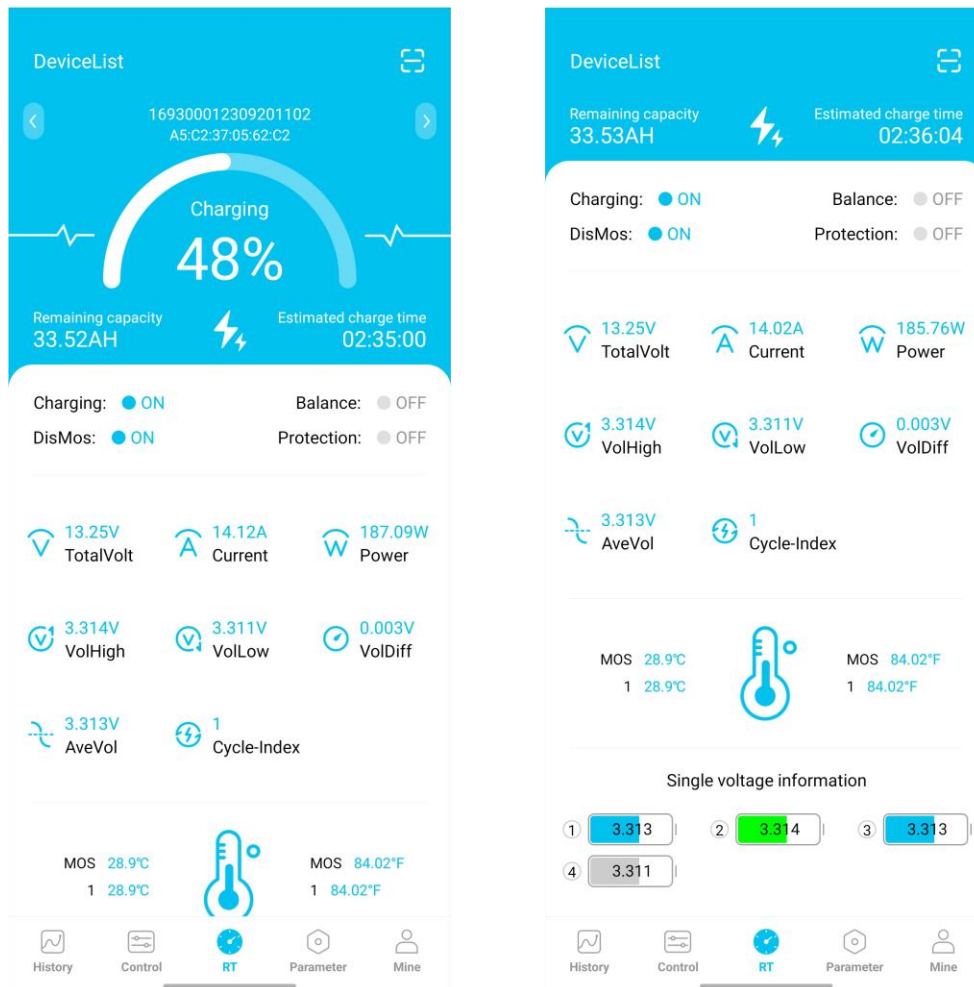 DeviceList
169300012309201102
A5:C2:37:05:62:C2
Charging
48%
Remaining capacity
33.52AH
Estimated charge time
02:35:00
Charging: ON
Balance: OFF
DisMos: ON
Protection: OFF
13.25V
TotalVolt
14.12A
Current
187.09W
Power
3.314V
VolHigh
3.311V
VolLow
0.003V
VolDiff
3.313V
AveVol
1
Cycle-Index
MOS 28.9℃
1 28.9℃
MOS 84.02°F
1 84.02°F
History
Control
RT
Parameter
Mine
DeviceList
Remaining capacity
33.53AH
Estimated charge time
02:36:04
Charging: ON
Balance: OFF
DisMos: ON
Protection: OFF
13.25V
TotalVolt
14.02A
Current
185.76W
Power
3.314V
VolHigh
3.311V
VolLow
0.003V
VolDiff
3.313V
AveVol
1
Cycle-Index
MOS 28.9℃
1 28.9℃
MOS 84.02°F
1 84.02°F
Single voltage information
1 3.313
2 3.314
3 3.313
4 3.311
History
Control
RT
Parameter
Mine